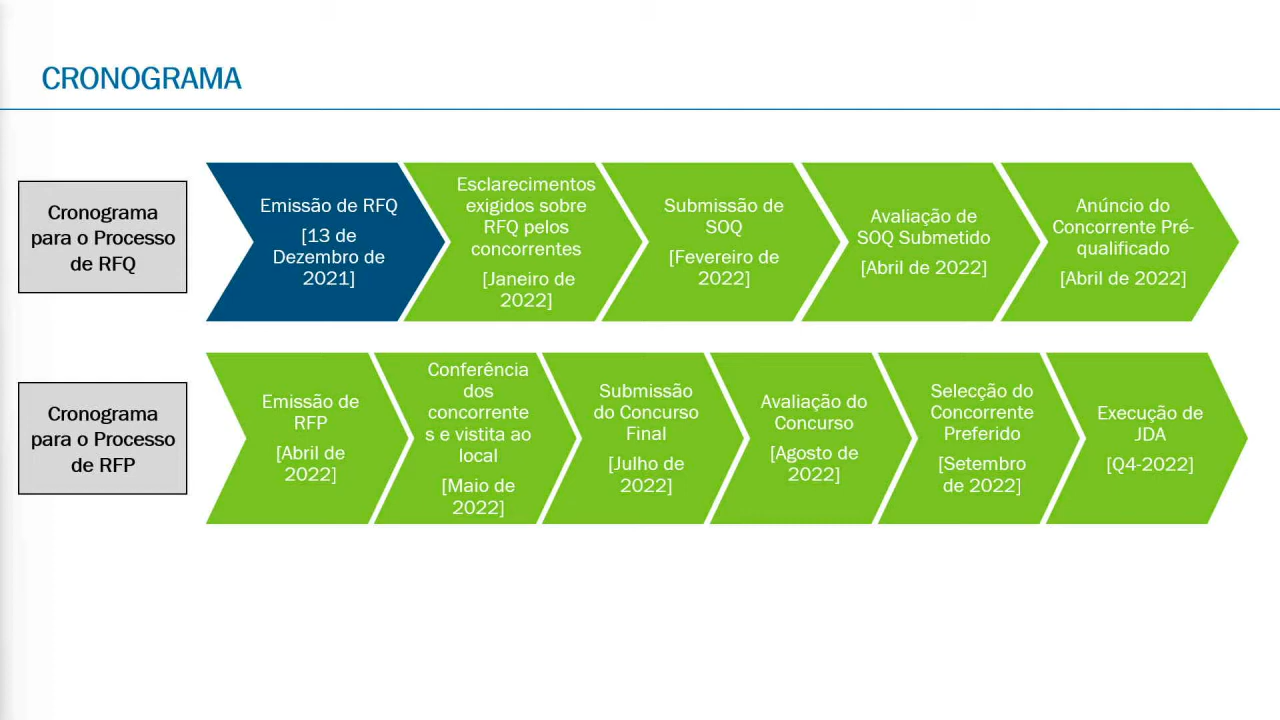 CRONOGRAMA
Cronograma
para o Processo
de RFQ
Emissão de RFQ
[13 de
Dezembro de
2021]
Esclarecimentos
exigidos sobre
RFQ pelos
concorrentes
[Janeiro de
2022]
Submissão de
SOQ
[Fevereiro de
2022]
Avaliação de
SOQ Submetido
[Abril de 2022]
Anúncio do
Concorrente Pré-
qualificado
[Abril de 2022]
Cronograma
para o Processo
de RFP
Emissão de
RFP
[Abril de
2022]
Conferência
dos
concorrente
s e vistita ao
local
[Maio de
2022]
Submissão
do Concurso
Final
[Julho de
2022]
Avaliação do
Concurso
[Agosto de
2022]
Selecção do
Concorrente
Preferido
[Setembro
de 2022]
Execução de
JDA
[Q4-2022]